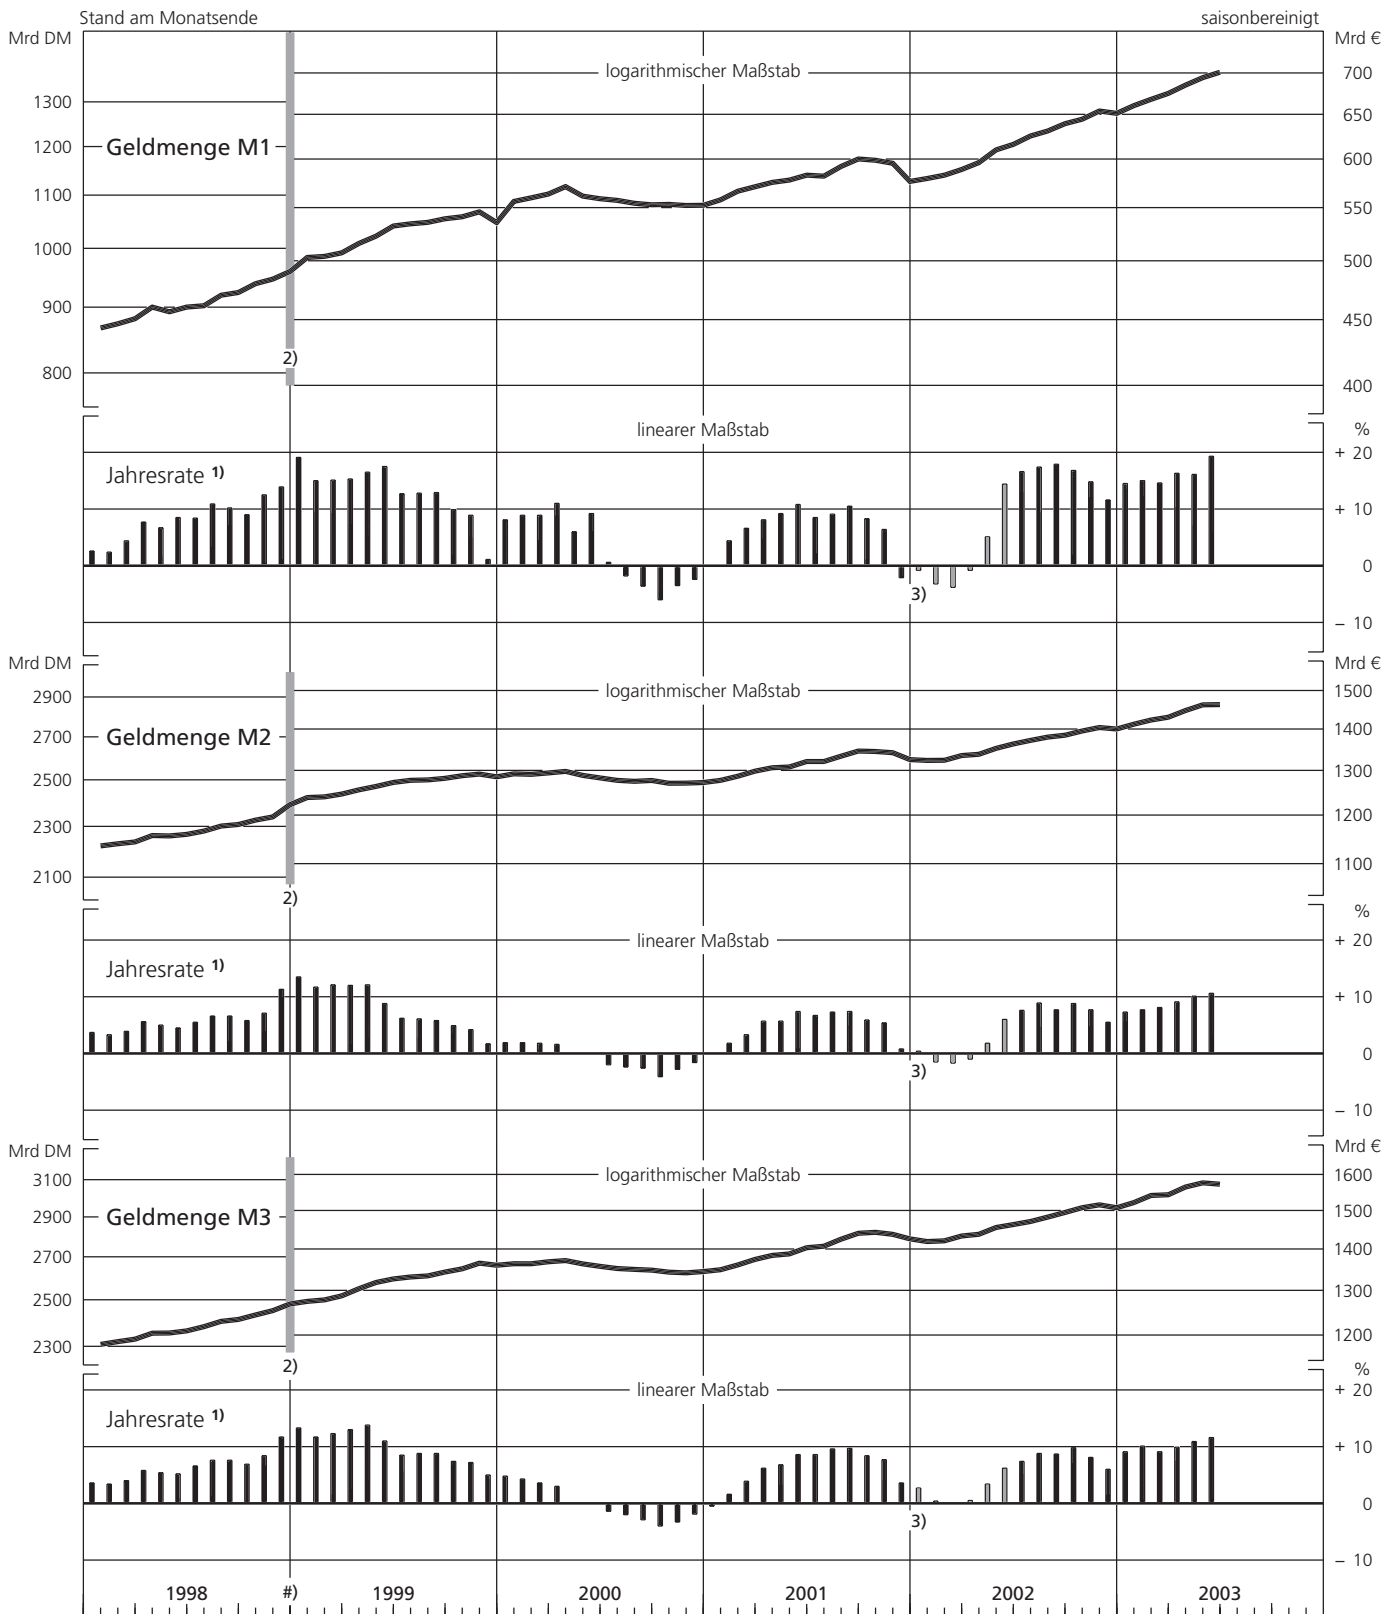 Stand am Monatsende saisonbereinigt
Mrd DM Mrd €
logarithmischer Maßstab 700
1300
650
1200 Geldmenge M1 600
1100
550
1000
500
900
450
2)
800
400
linearer Maßstab %
+ 20
Jahresrate 1)
+ 10
0
3)
– 10
Mrd DM Mrd €
2900 logarithmischer Maßstab 1500
2700 Geldmenge M2 1400
2500 1300
2300 1200
2100 1100
2)
%
linearer Maßstab + 20
Jahresrate 1)
+ 10
0
3)
– 10
Mrd DM Mrd €
3100 logarithmischer Maßstab 1600
2900 Geldmenge M3 1500
2700 1400
2500 1300
2300 1200
2) %
linearer Maßstab + 20
Jahresrate 1)
+ 10
0
3)
– 10
1998 #) 1999 2000 2001 2002 2003